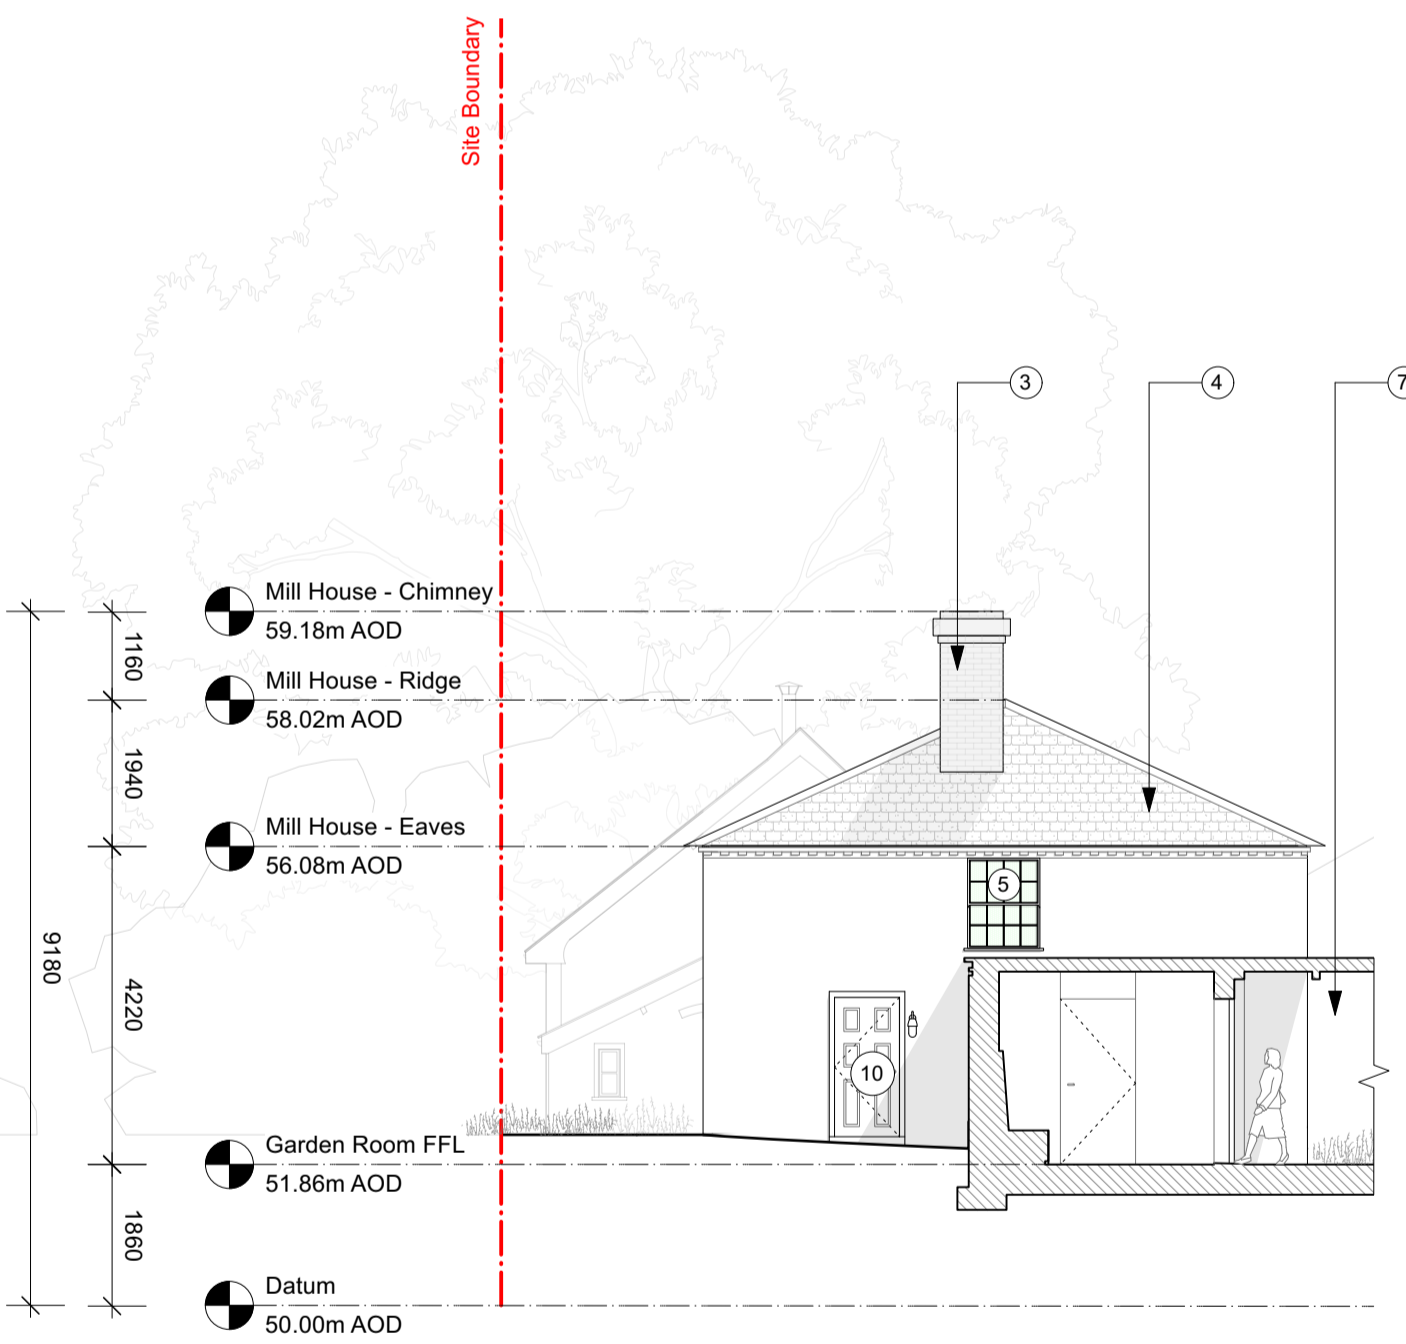 Site Boundary
3
4
7
Mill House - Chimney
59.18m AOD
1160
Mill House - Ridge
58.02m AOD
1940
Mill House - Eaves
56.08m AOD
5
9180
4220
10
Garden Room FFL
51.86m AOD
1860
Datum
50.00m AOD